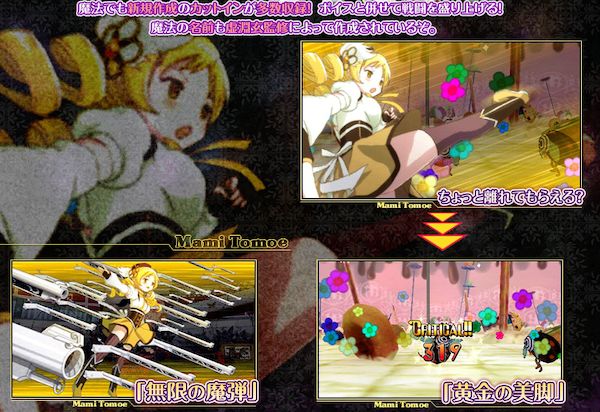 魔法でも新規作成のカットインが多数収録! ボイスと併せて戦闘を盛り上げる!
魔法の名前も虚淵玄監修によって作成されているぞ。
ちょっと離れてもらえる?
Mami Tomoe
Mami Tomoe
『無限の魔弾』
Mami Tomoe
CRITICAL!!
319
『黄金の美脚』
Mami Tomoe